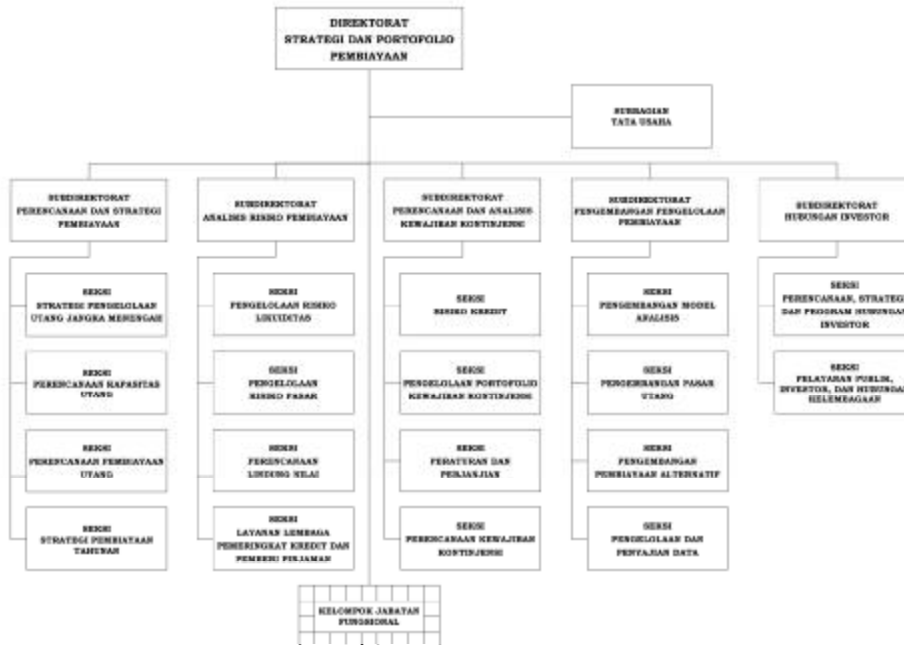 DIREKTORAT
STRATEGI DAN PORTOFOLIO
PEMBIAYAAN
SUBBAGIAN
TATA USAHA
SUBDIREKTORAT
PERENCANAAN DAN STRATEGI
PEMBIAYAAN
SEKSI
STRATEGI PENGELOLAAN
UTANG JANGKA MENENGAH
SEKSI
PERENCANAAN KAPASITAS
UTANG
SEKSI
PERENCANAAN PEMBIAYAAN
UTANG
SEKSI
STRATEGI PEMBIAYAAN
TAHUNAN
SUBDIREKTORAT
ANALISIS RISIKO PEMBIAYAAN
SEKSI
PENGELOLAAN RISIKO
LIKUIDITAS
SEKSI
PENGELOLAAN
RISIKO PASAR
SEKSI
PERENCANAAN
LINDUNG NILAI
SEKSI
LAYANAN LEMBAGA
PEMERINGKAT KREDIT DAN
PEMBERI PINJAMAN
SUBDIREKTORAT
PERENCANAAN DAN ANALISIS
KEWAJIBAN KONTINJENSI
SEKSI
RISIKO KREDIT
SEKSI
PENGELOLAAN PORTOFOLIO
KEWAJIBAN KONTINJENSI
SEKSI
PERATURAN DAN
PERJANJIAN
SEKSI
PERENCANAAN KEWAJIBAN
KONTINJENSI
SUBDIREKTORAT
PENGEMBANGAN PENGELOLAAN
PEMBIAYAAN
SEKSI
PENGEMBANGAN MODEL
ANALISIS
SEKSI
PENGEMBANGAN PASAR
UTANG
SEKSI
PENGEMBANGAN
PEMBIAYAAN ALTERNATIF
SEKSI
PENGELOLAAN DAN
PENYAJIAN DATA
SUBDIREKTORAT
HUBUNGAN INVESTOR
SEKSI
PERENCANAAN, STRATEGI
DAN PROGRAM HUBUNGAN
INVESTOR
SEKSI
PELAYANAN PUBLIK,
INVESTOR, DAN HUBUNGAN
KELEMBAGAAN
KELOMPOK JABATAN
FUNGSIONAL